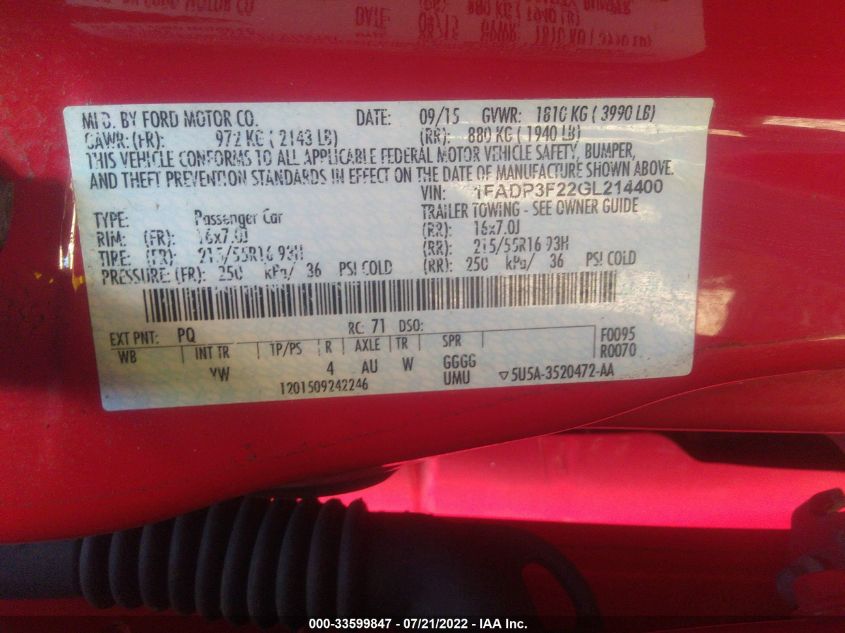 MFD. BY FORD MOTOR CO. DATE: 09/15 GVWR: 1810 KG ( 3990 LB)
GAWR: (FR): 972 KG ( 2143 LB) (RR): 880 KG ( 1940 LB)
THIS VEHICLE CONFORMS TO ALL APPLICABLE FEDERAL MOTOR VEHICLE SAFETY, BUMPER,
AND THEFT PREVENTION STANDARDS IN EFFECT ON THE DATE OF MANUFACTURE SHOWN ABOVE.
VIN: 1FADP3F22GL214400
TYPE: Passenger Car TRAILER TOWING - SEE OWNER GUIDE
RIM: (FR): 16x7.0J (RR): 16x7.0J
TIRE: (FR): 215/55R16 93H (RR): 215/55R16 93H
PRESSURE: (FR): 250 kPa/ 36 PSI COLD (RR): 250 kPa/ 36 PSI COLD
EXT PNT: PQ RC: 71 DSO: F0095
WB INT TR TP/PS R AXLE TR SPR R0070
YW 4 AU W GGGG
UMU
1201509242246 ▽5U5A-3520472-AA
000-33599847 - 07/21/2022 - IAA Inc.